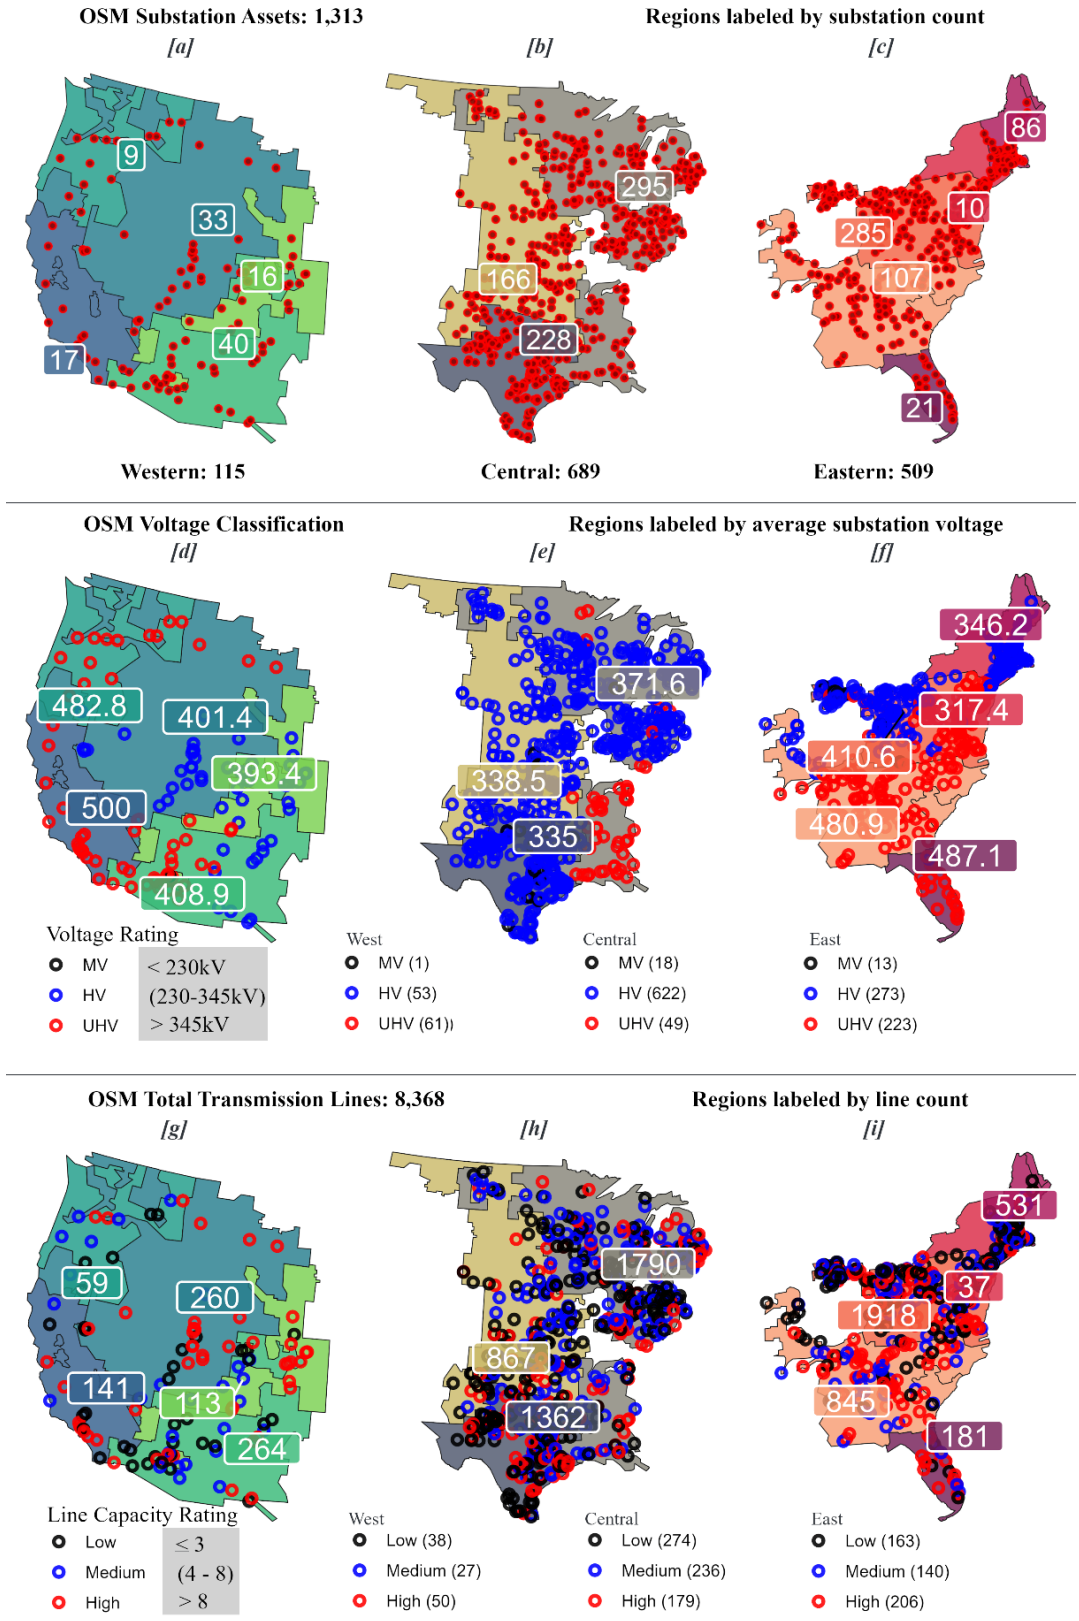 OSM Substation Assets: 1,313
Regions labeled by substation count
[a]
[b]
[c]
86
9
295
10
33
285
16
107
166
40
228
17
21
Western: 115
Central: 689
Eastern: 509
OSM Voltage Classification
Regions labeled by average substation voltage
[d]
[e]
[f]
346.2
371.6
482.8
401.4
317.4
410.6
393.4
338.5
500
480.9
335
487.1
408.9
Voltage Rating
MV < 230kV
HV (230-345kV)
UHV > 345kV
West
MV (1)
HV (53)
UHV (61))
Central
MV (18)
HV (622)
UHV (49)
East
MV (13)
HV (273)
UHV (223)
OSM Total Transmission Lines: 8,368
Regions labeled by line count
[g]
[h]
[i]
531
1790
59
37
260
1918
867
141
113
845
1362
264
181
Line Capacity Rating
Low ≤ 3
Medium (4 - 8)
High > 8
West
Low (38)
Medium (27)
High (50)
Central
Low (274)
Medium (236)
High (179)
East
Low (163)
Medium (140)
High (206)